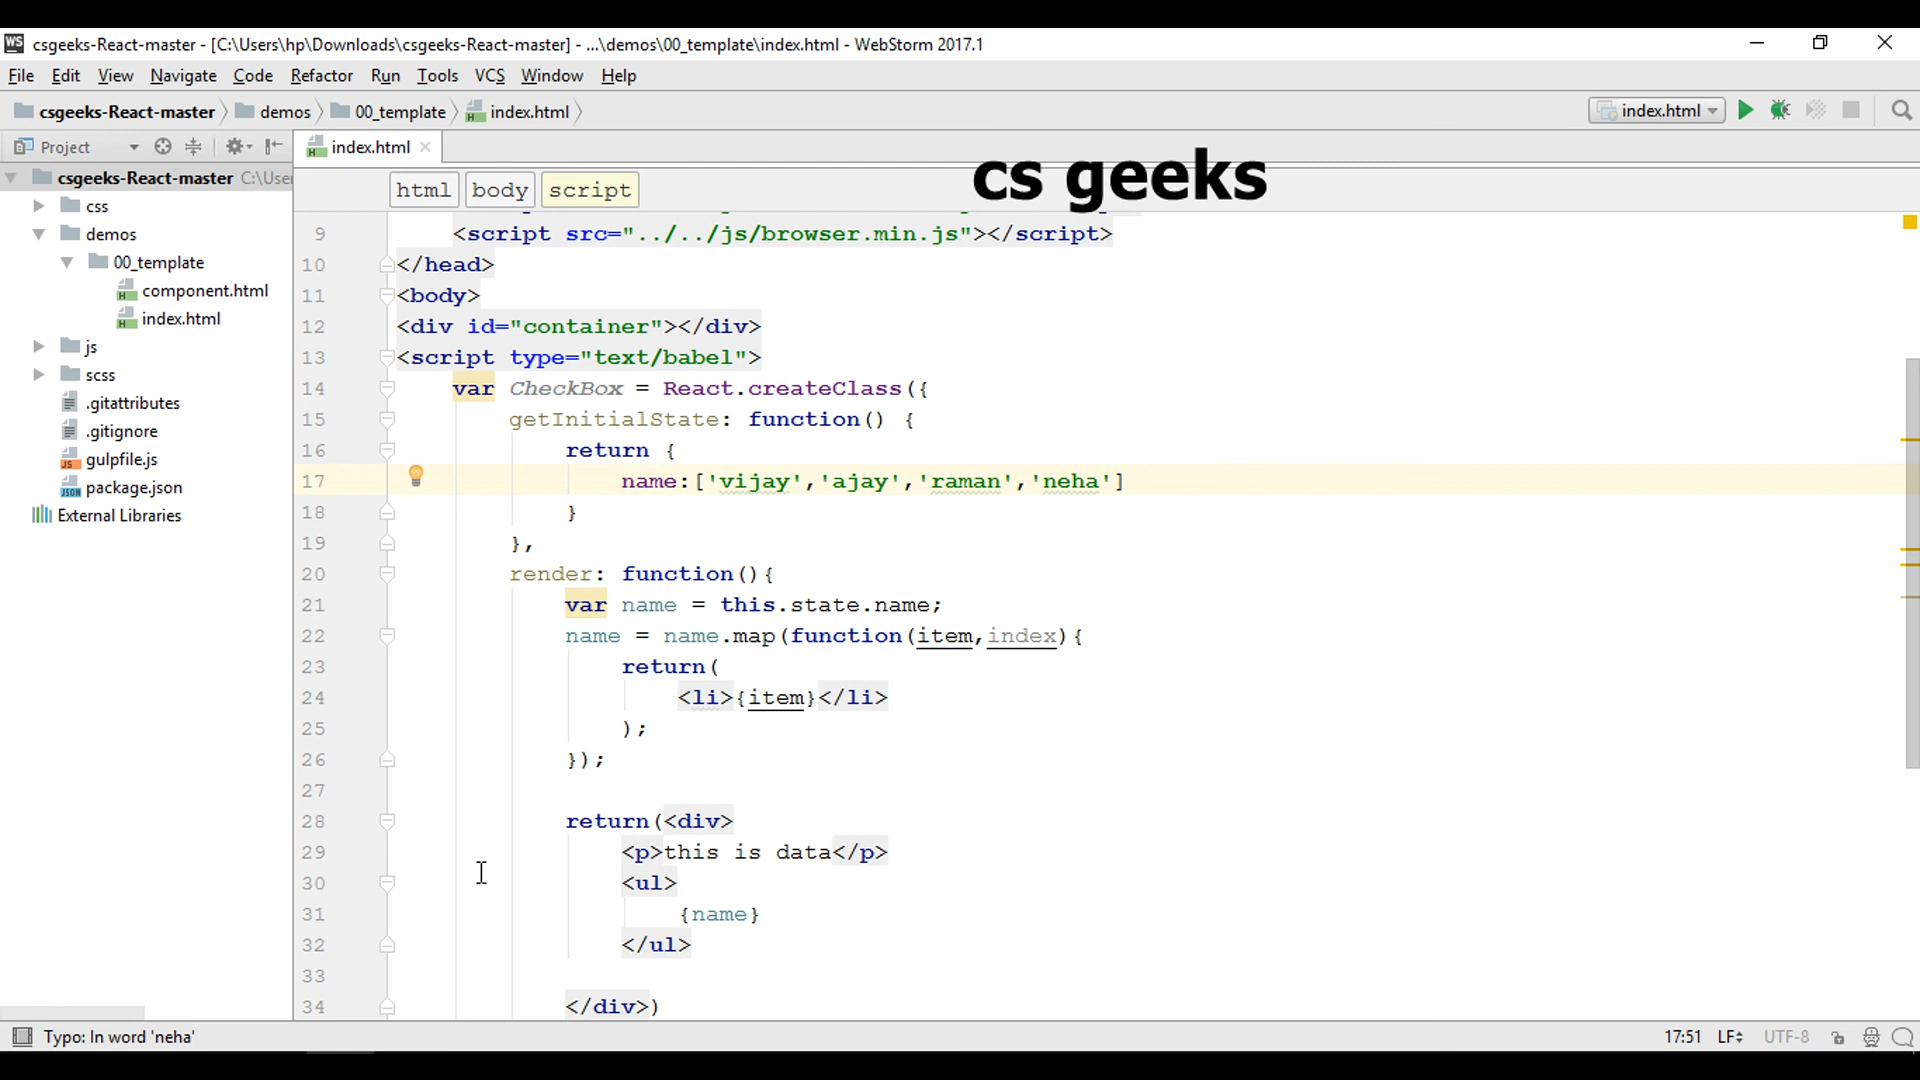 WS csgeeks-React-master - [C:\Users\hp\Downloads\csgeeks-React-master] - ...\demos\00_template\index.html - WebStorm 2017.1
File Edit View Navigate Code Refactor Run Tools VCS Window Help
csgeeks-React-master demos 00_template index.html index.html
Project index.html
cs geeks
html body script
csgeeks-React-master C:\Use
css
demos
00_template
component.html
index.html
js
scss
.gitattributes
.gitignore
gulpfile.js
package.json
External Libraries
9 <script src="../../js/browser.min.js"></script>
10 </head>
11 <body>
12 <div id="container"></div>
13 <script type="text/babel">
14 var CheckBox = React.createClass({
15 getInitialState: function() {
16 return {
17 name:['vijay','ajay','raman','neha']
18 }
19 },
20 render: function(){
21 var name = this.state.name;
22 name = name.map(function(item,index){
23 return(
24 <li>{item}</li>
25 );
26 });
27
28 return(<div>
29 <p>this is data</p>
30 <ul>
31 {name}
32 </ul>
33
34 </div>)
Typo: In word 'neha' 17:51 LF UTF-8